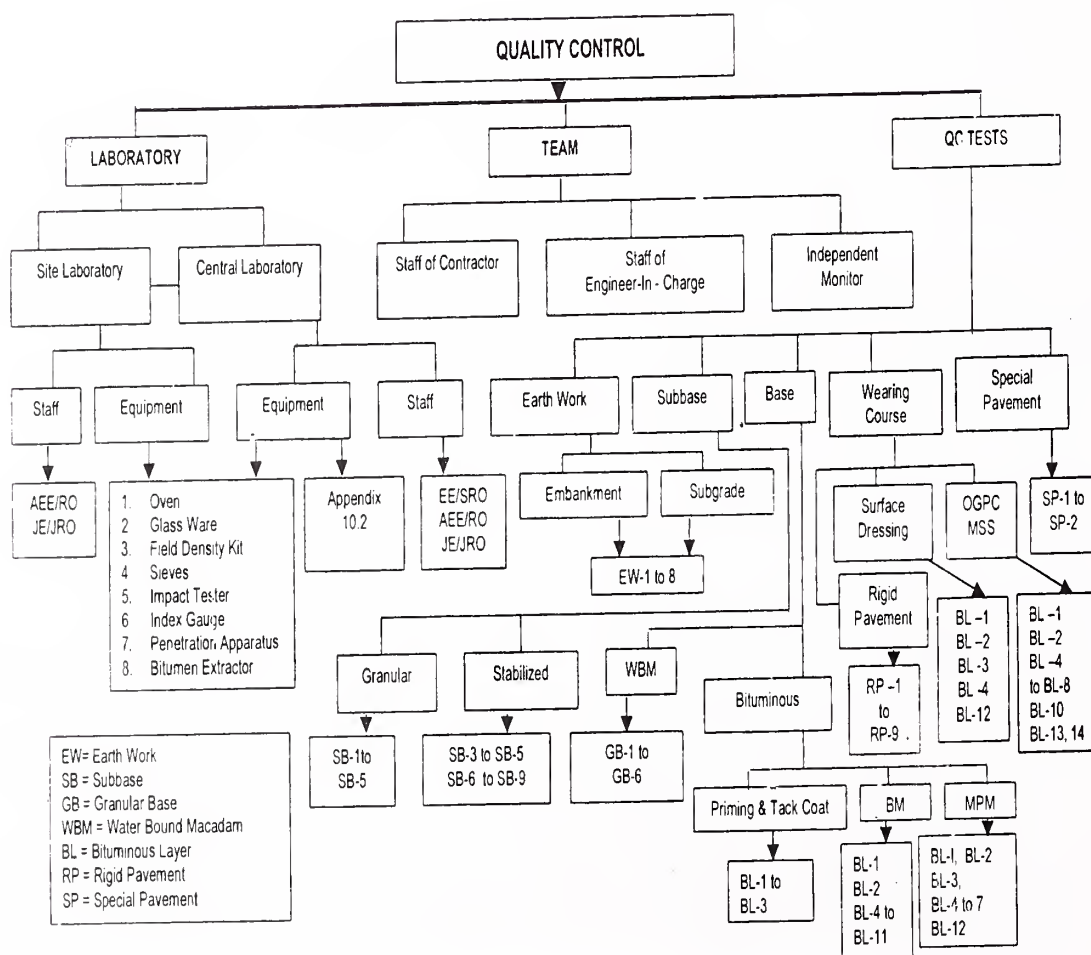 QUALITY CONTROL
LABORATORY
TEAM
QC TESTS
Site Laboratory
Central Laboratory
Staff of Contractor
Staff of
Engineer-In - Charge
Independent
Monitor
Staff
Equipment
Equipment
Staff
Earth Work
Subbase
Base
Wearing
Course
Special
Pavement
AEE/RO
JE/JRO
1. Oven
2 Glass Ware
3. Field Density Kit
4 Sieves
5. Impact Tester
6 Index Gauge
7. Penetration Apparatus
8. Bitumen Extractor
Appendix
10.2
EE/SRO
AEE/RO
JE/JRO
Embankment
Subgrade
EW-1 to 8
Surface
Dressing
OGPC
MSS
SP-1 to
SP-2
Rigid
Pavement
RP –1
to
RP-9
BL –1
BL –2
BL -3
BL –4
BL-12
BL –1
BL –2
BL –4
to BL-8
BL-10
BL-13, 14
Granular
Stabilized
WBM
Bituminous
SB-1to
SB-5
SB-3 to SB-5
SB-6 to SB-9
GB-1 to
GB-6
Priming & Tack Coat
BM
MPM
BL-1 to
BL-3
BL-1
BL-2
BL-4 to
BL-11
BL-I, BL-2
BL-3,
BL-4 to 7
BL-12
EW= Earth Work
SB = Subbase
GB = Granular Base
WBM = Water Bound Macadam
BL = Bituminous Layer
RP = Rigid Pavement
SP = Special Pavement